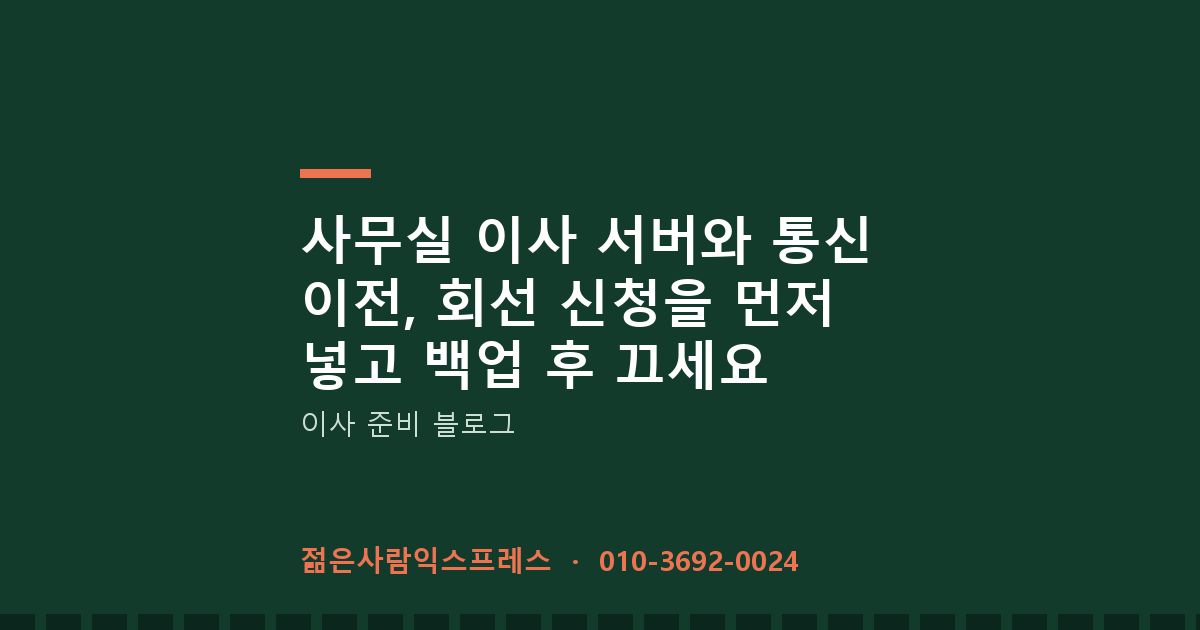 사무실 이사 서버와 통신
이전, 회선 신청을 먼저
넣고 백업 후 끄세요
이사 준비 블로그
젊은사람익스프레스 · 010-3692-0024